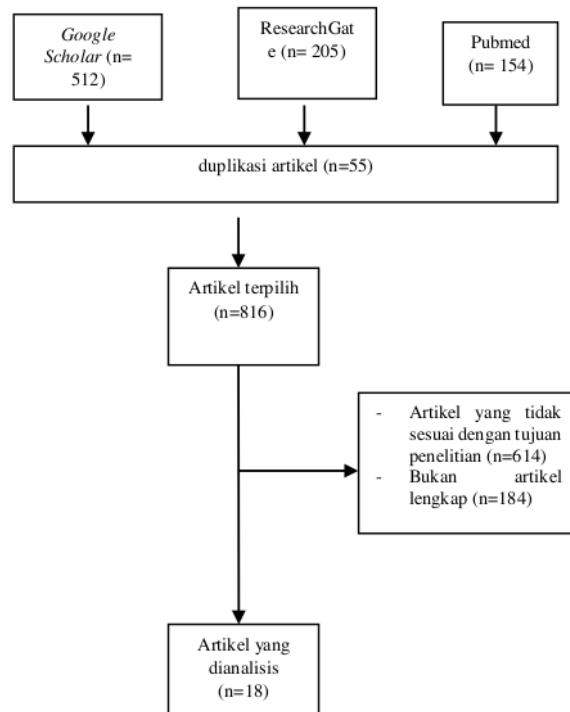 Google
Scholar (n=
512)
ResearchGat
e (n= 205)
Pubmed
(n= 154)
duplikasi artikel (n=55)
Artikel terpilih
(n=816)
- Artikel yang tidak
sesuai dengan tujuan
penelitian (n=614)
- Bukan artikel
lengkap (n=184)
Artikel yang
dianalisis
(n=18)